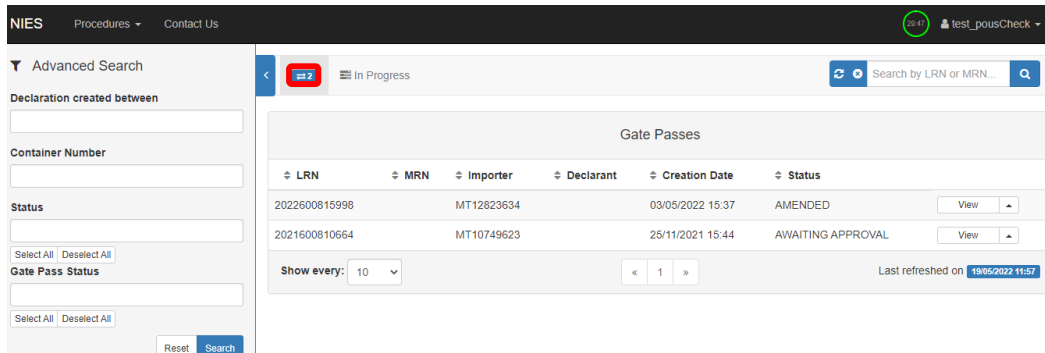 NIES Procedures Contact Us 29:47 test_pousCheck
Advanced Search
2 In Progress Search by LRN or MRN...
Declaration created between
Container Number
Status
Select All Deselect All
Gate Pass Status
Select All Deselect All
Reset Search
Gate Passes
LRN MRN Importer Declarant Creation Date Status
2022600815998 MT12823634 03/05/2022 15:37 AMENDED View
2021600810664 MT10749623 25/11/2021 15:44 AWAITING APPROVAL View
Show every: 10 « 1 » Last refreshed on 19/05/2022 11:57